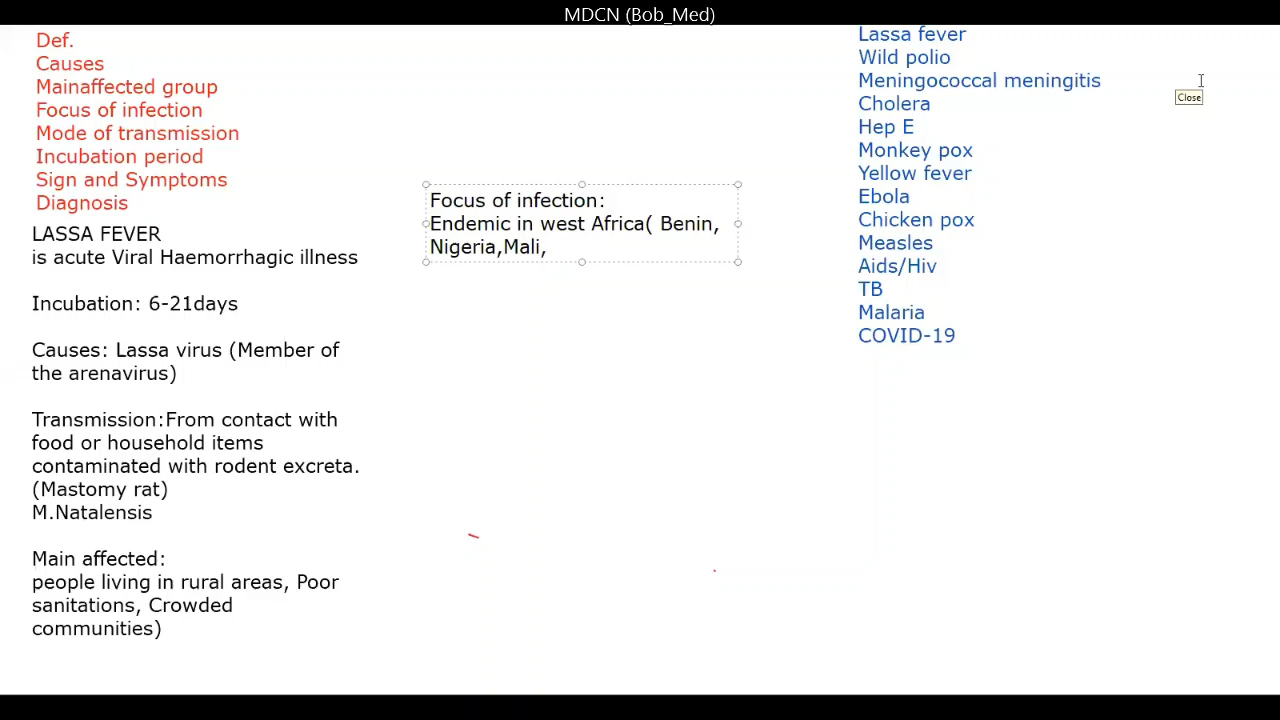 MDCN (Bob_Med)
Def.
Causes
Mainaffected group
Focus of infection
Mode of transmission
Incubation period
Sign and Symptoms
Diagnosis
LASSA FEVER
is acute Viral Haemorrhagic illness
Incubation: 6-21days
Causes: Lassa virus (Member of
the arenavirus)
Transmission:From contact with
food or household items
contaminated with rodent excreta.
(Mastomy rat)
M.Natalensis
Main affected:
people living in rural areas, Poor
sanitations, Crowded
communities)
Focus of infection:
Endemic in west Africa( Benin,
Nigeria,Mali,
Lassa fever
Wild polio
Meningococcal meningitis
Cholera
Hep E
Monkey pox
Yellow fever
Ebola
Chicken pox
Measles
Aids/Hiv
TB
Malaria
COVID-19
Close